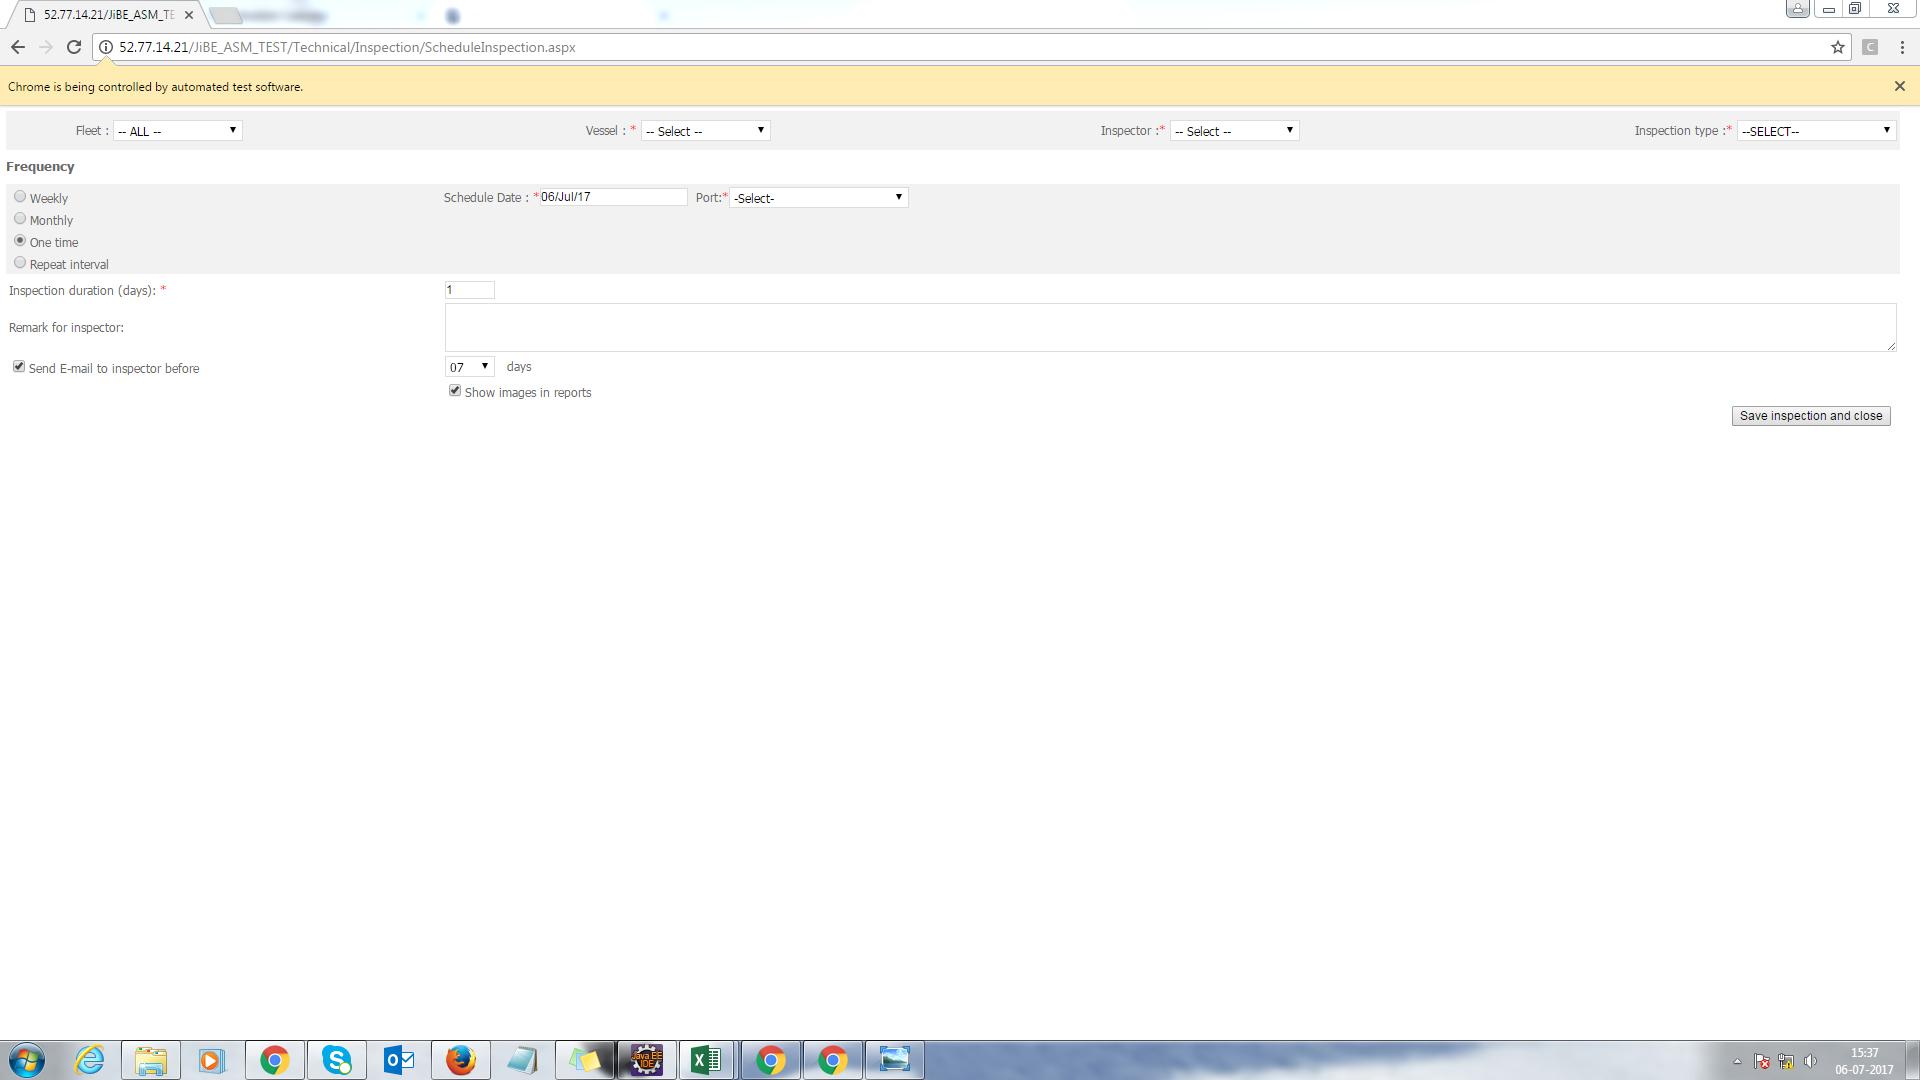 52.77.14.21/JiBE_ASM_TE
52.77.14.21/JiBE_ASM_TEST/Technical/Inspection/ScheduleInspection.aspx
C
Chrome is being controlled by automated test software.
Fleet : -- ALL -- Vessel : * -- Select -- Inspector :* -- Select -- Inspection type :* --SELECT--
Frequency
Weekly Schedule Date : *06/Jul/17 Port:* -Select-
Monthly
One time
Repeat interval
Inspection duration (days): * 1
Remark for inspector:
Send E-mail to inspector before 07 days
Show images in reports
Save inspection and close
Java EE
IDE
15:37
06-07-2017